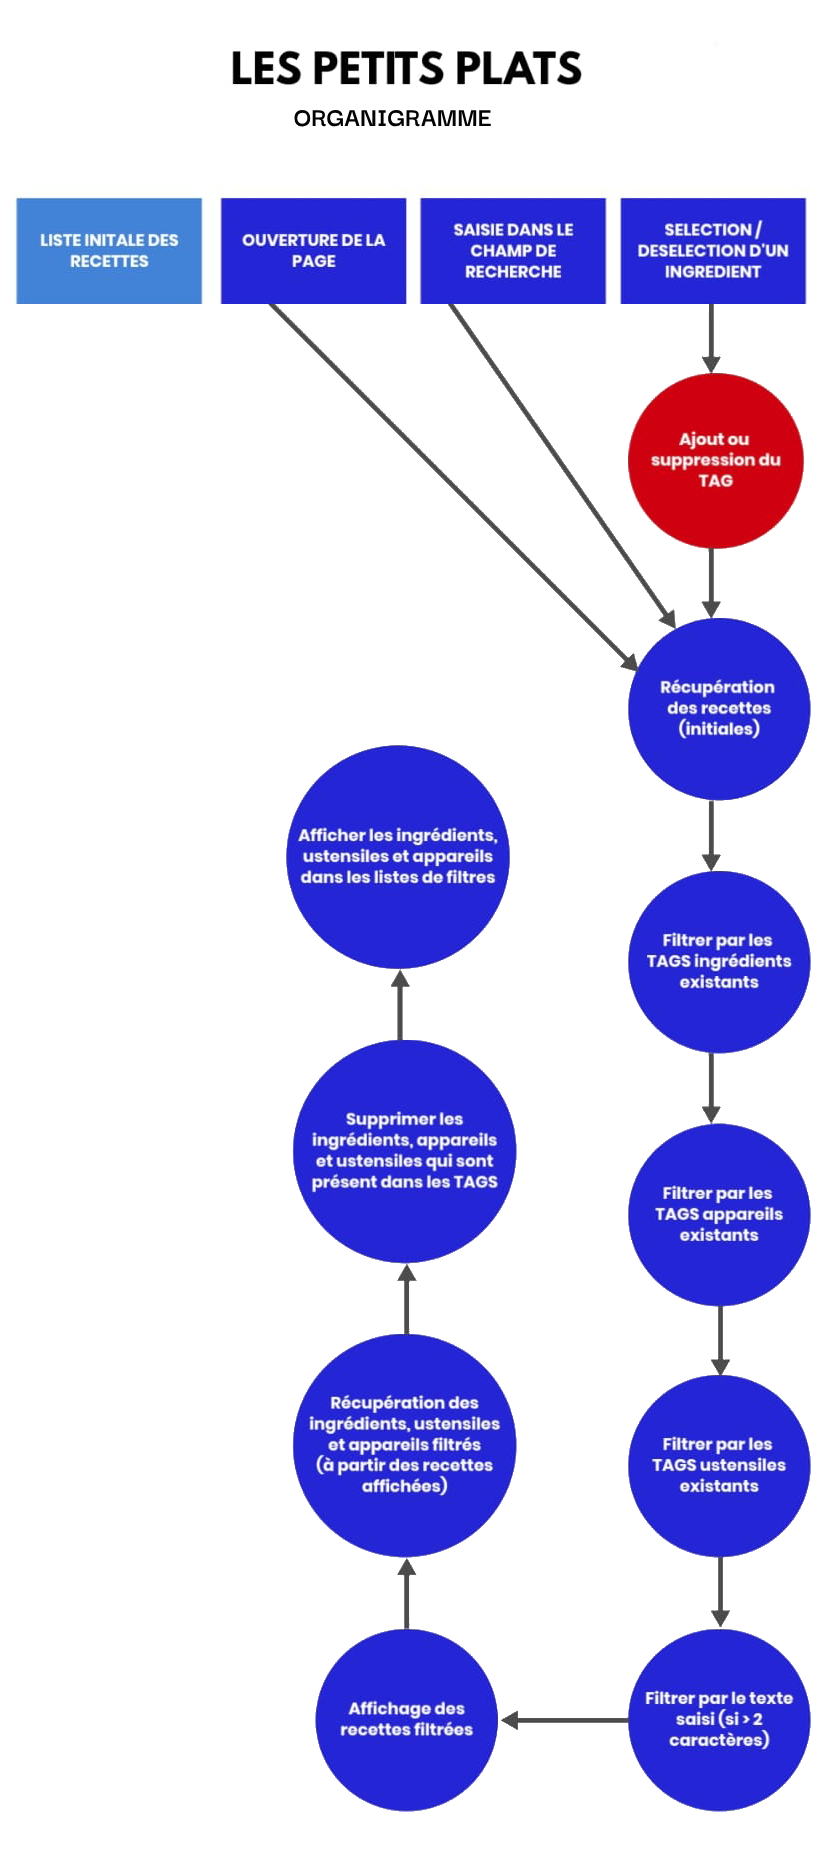 LES PETITS PLATS
ORGANIGRAMME
LISTE INITALE DES
RECETTES
OUVERTURE DE LA
PAGE
SAISIE DANS LE
CHAMP DE
RECHERCHE
SELECTION /
DESELECTION D'UN
INGREDIENT
Ajout ou
suppression du
TAG
Récupération
des recettes
(initiales)
Filtrer par les
TAGS ingrédients
existants
Filtrer par les
TAGS appareils
existants
Filtrer par les
TAGS ustensiles
existants
Filtrer par le texte
saisi (si > 2
caractères)
Affichage des
recettes filtrées
Récupération des
ingrédients, ustensiles
et appareils filtrés
(à partir des recettes
affichées)
Supprimer les
ingrédients, appareils
et ustensiles qui sont
présent dans les TAGS
Afficher les ingrédients,
ustensiles et appareils
dans les listes de filtres